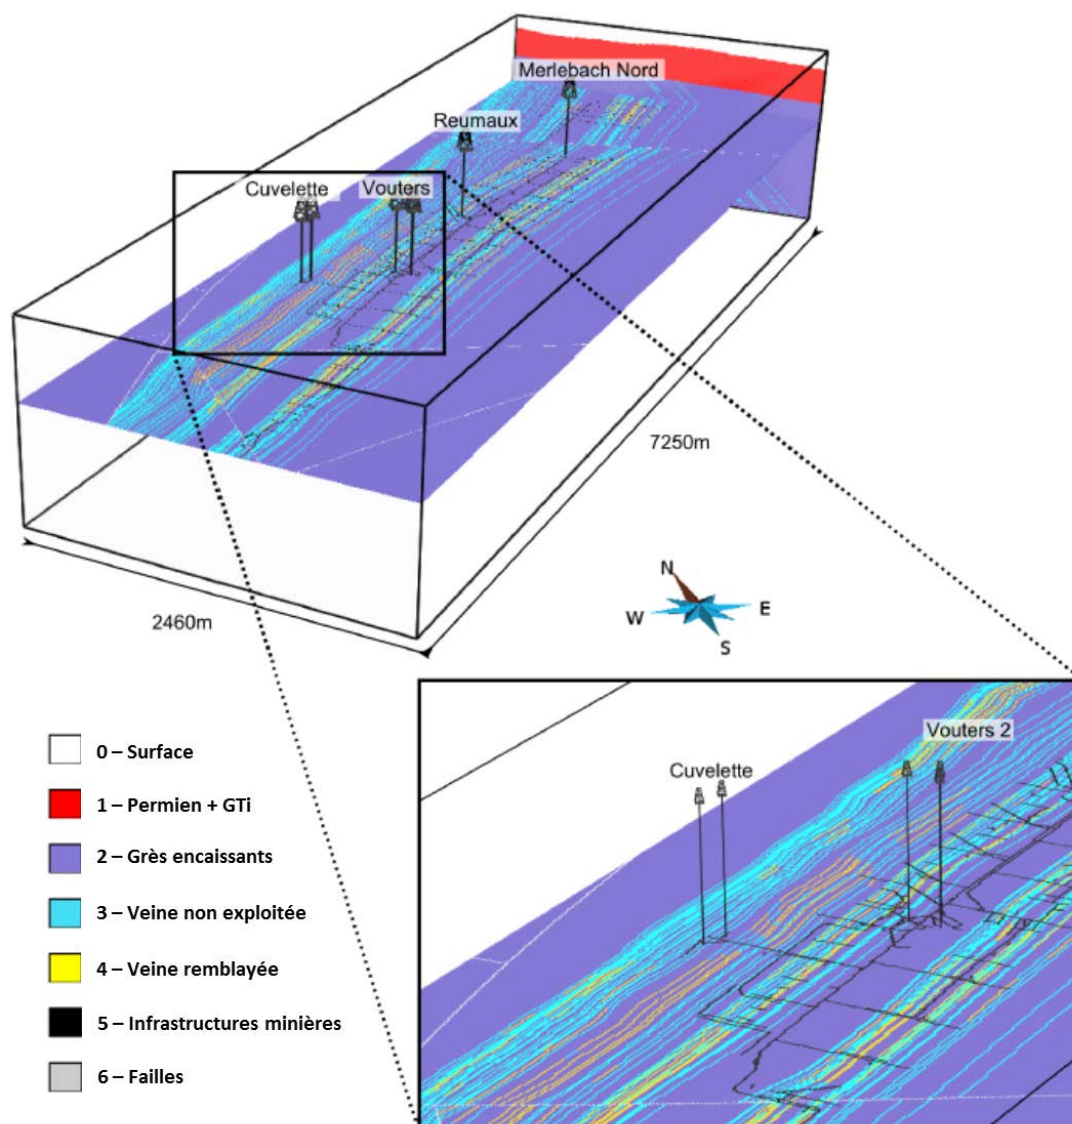 Merlebach Nord
Reumaux
Cuvelette
Vouters
7250m
2460m
N
W
E
S
Vouters 2
Cuvelette
0 – Surface
1 – Permien + GTi
2 – Grès encaissants
3 – Veine non exploitée
4 – Veine remblayée
5 – Infrastructures minières
6 – Failles